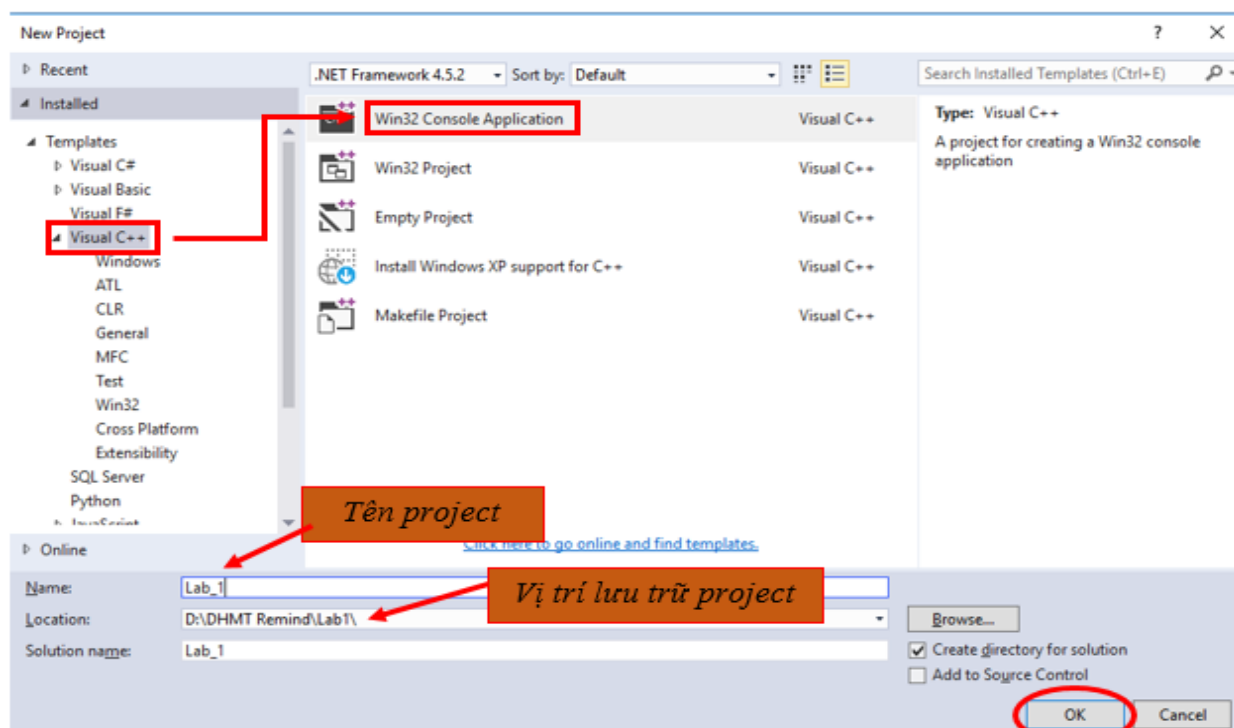 New Project
? ×
Recent
Installed
Templates
Visual C#
Visual Basic
Visual F#
Visual C++
Windows
ATL
CLR
General
MFC
Test
Win32
Cross Platform
Extensibility
SQL Server
Python
JavaScript
Online
.NET Framework 4.5.2 Sort by: Default
Win32 Console Application Visual C++
Win32 Project Visual C++
Empty Project Visual C++
Install Windows XP support for C++ Visual C++
Makefile Project Visual C++
Click here to go online and find templates.
Search Installed Templates (Ctrl+E)
Type: Visual C++
A project for creating a Win32 console
application
Tên project
Vị trí lưu trữ project
Name: Lab_1
Location: D:\DHMT Remind\Lab1\
Solution name: Lab_1
Browse...
Create directory for solution
Add to Source Control
OK Cancel